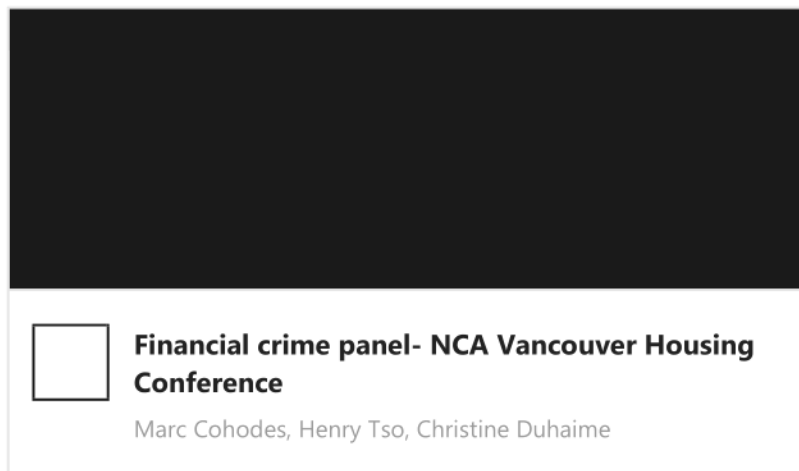 Financial crime panel- NCA Vancouver Housing
Conference
Marc Cohodes, Henry Tso, Christine Duhaime